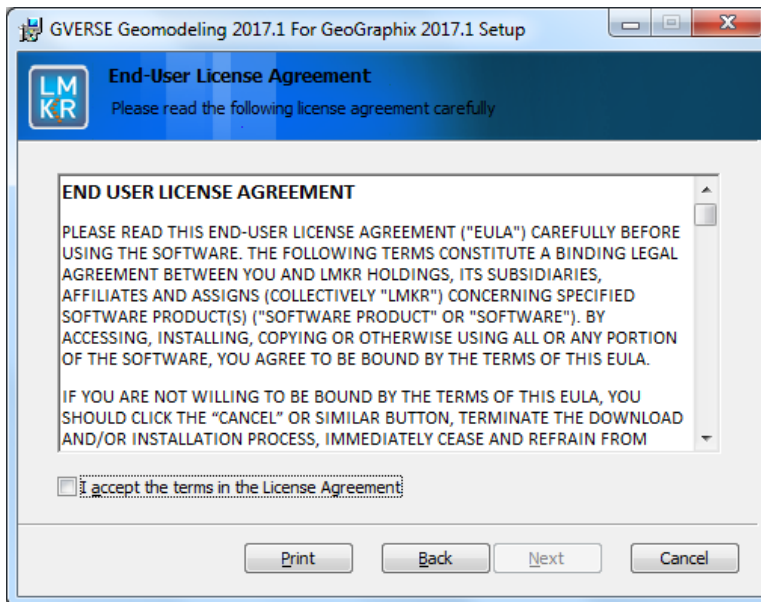 GVERSE Geomodeling 2017.1 For GeoGraphix 2017.1 Setup
LM
KR
End-User License Agreement
Please read the following license agreement carefully
END USER LICENSE AGREEMENT
PLEASE READ THIS END-USER LICENSE AGREEMENT ("EULA") CAREFULLY BEFORE
USING THE SOFTWARE. THE FOLLOWING TERMS CONSTITUTE A BINDING LEGAL
AGREEMENT BETWEEN YOU AND LMKR HOLDINGS, ITS SUBSIDIARIES,
AFFILIATES AND ASSIGNS (COLLECTIVELY "LMKR") CONCERNING SPECIFIED
SOFTWARE PRODUCT(S) ("SOFTWARE PRODUCT" OR "SOFTWARE"). BY
ACCESSING, INSTALLING, COPYING OR OTHERWISE USING ALL OR ANY PORTION
OF THE SOFTWARE, YOU AGREE TO BE BOUND BY THE TERMS OF THIS EULA.
IF YOU ARE NOT WILLING TO BE BOUND BY THE TERMS OF THIS EULA, YOU
SHOULD CLICK THE “CANCEL” OR SIMILAR BUTTON, TERMINATE THE DOWNLOAD
AND/OR INSTALLATION PROCESS, IMMEDIATELY CEASE AND REFRAIN FROM
I accept the terms in the License Agreement
Print Back Next Cancel